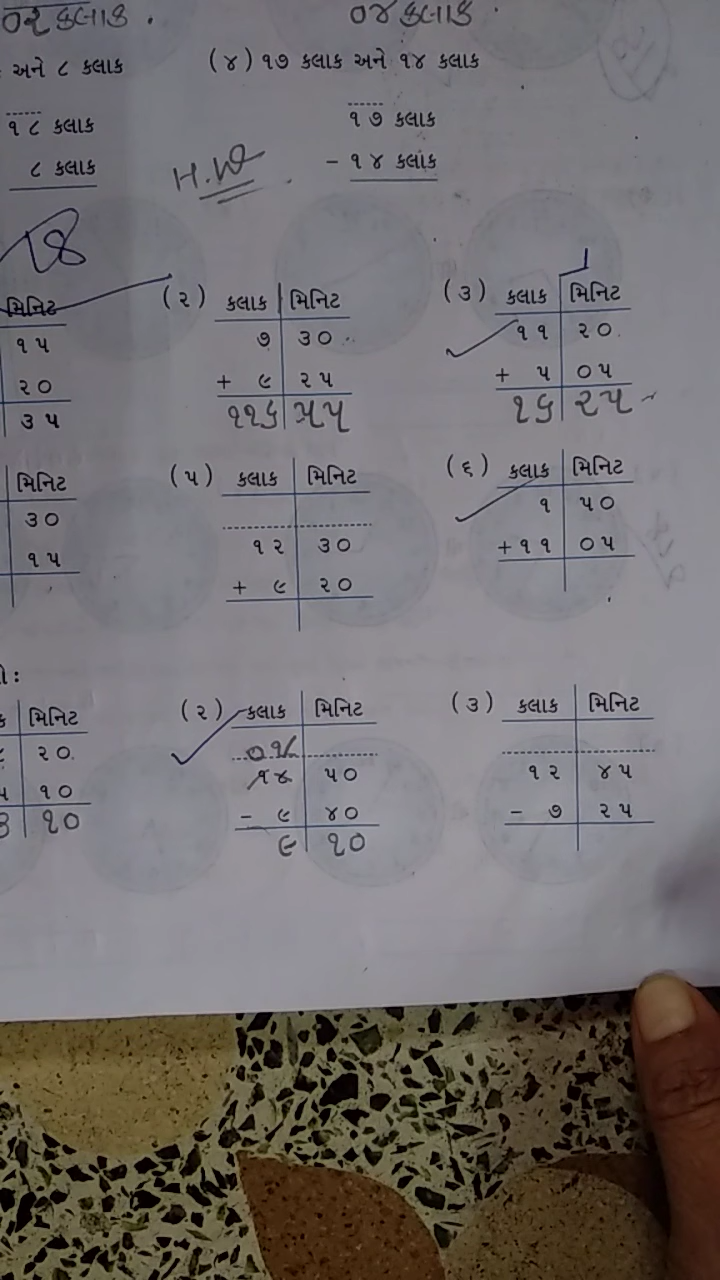 ૦૨ કલાક . ૦૪ કલાક .
અને ૮ કલાક (૪) ૧૭ કલાક અને ૧૪ કલાક
૧૮ કલાક ૧૭ કલાક
૮ કલાક - ૧૪ કલાક
H.W
મિનિટ (૨) કલાક મિનિટ (૩) કલાક મિનિટ
૧૫ ૭ ૩૦ ૧૧ ૨૦
૨૦ + ૯ ૨૫ + ૫ ૦૫
૩૫ ૧૧૬ ૫૫ ૧૬ ૨૫
મિનિટ (૫) કલાક મિનિટ (૬) કલાક મિનિટ
૩૦ ૧૨ ૩૦ ૧ ૫૦
૧૫ + ૯ ૨૦ + ૧૧ ૦૫
મિનિટ (૨) કલાક મિનિટ (૩) કલાક મિનિટ
૨૦ ૧૮ ૫૦ ૧૨ ૪૫
૧૦ - ૯ ૪૦ - ૭ ૨૫
૧૦ ૯ ૧૦